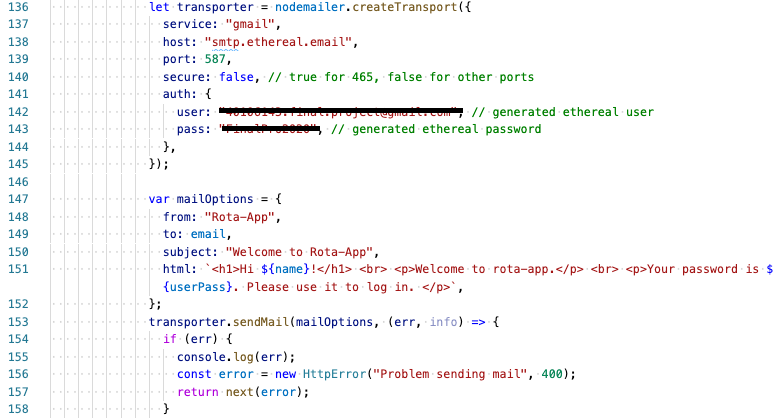 136 let transporter = nodemailer.createTransport({
137 service: "gmail",
138 host: "smtp.ethereal.email",
139 port: 587,
140 secure: false, // true for 465, false for other ports
141 auth: {
142 user: , // generated ethereal user
143 pass: , // generated ethereal password
144 },
145 });
146
147 var mailOptions = {
148 from: "Rota-App",
149 to: email,
150 subject: "Welcome to Rota-App",
151 html: `<h1>Hi ${name}!</h1> <br> <p>Welcome to rota-app.</p> <br> <p>Your password is $
{userPass}. Please use it to log in. </p>`,
152 };
153 transporter.sendMail(mailOptions, (err, info) => {
154 if (err) {
155 console.log(err);
156 const error = new HttpError("Problem sending mail", 400);
157 return next(error);
158 }